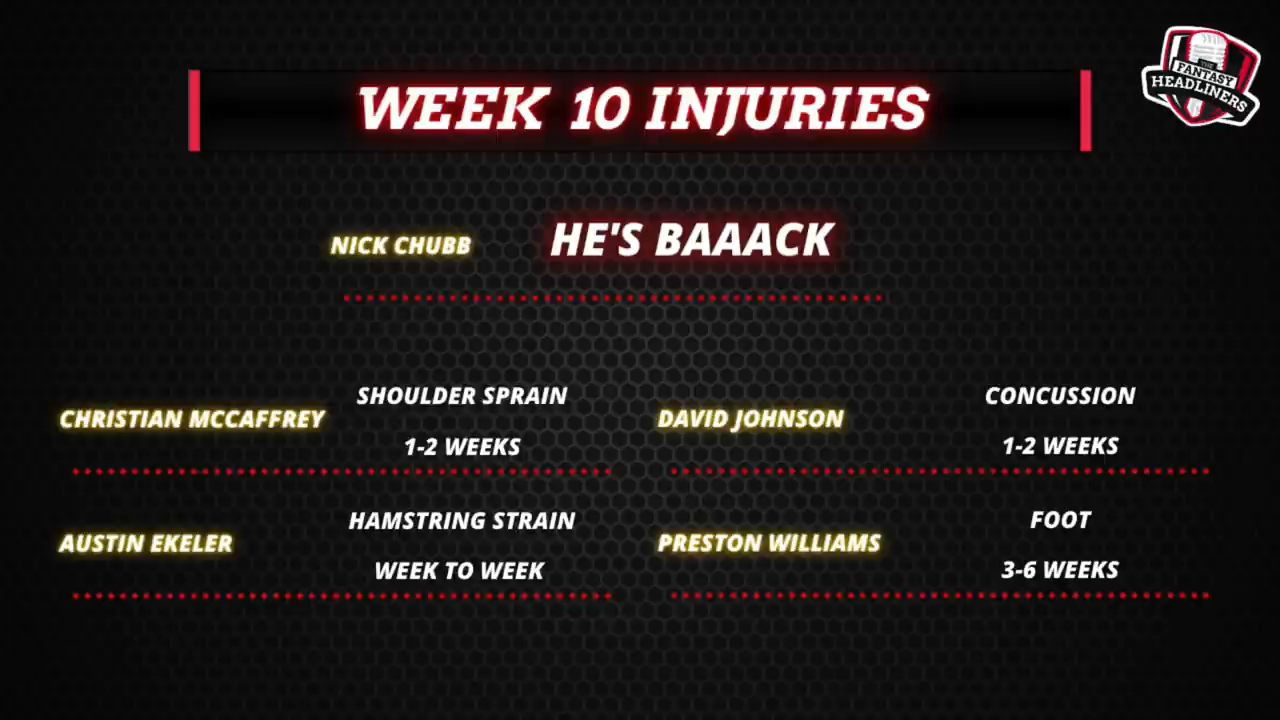 THE
FANTASY
HEADLINERS
WEEK 10 INJURIES
NICK CHUBB
HE'S BAAACK
CHRISTIAN MCCAFFREY
SHOULDER SPRAIN
1-2 WEEKS
DAVID JOHNSON
CONCUSSION
1-2 WEEKS
AUSTIN EKELER
HAMSTRING STRAIN
WEEK TO WEEK
PRESTON WILLIAMS
FOOT
3-6 WEEKS